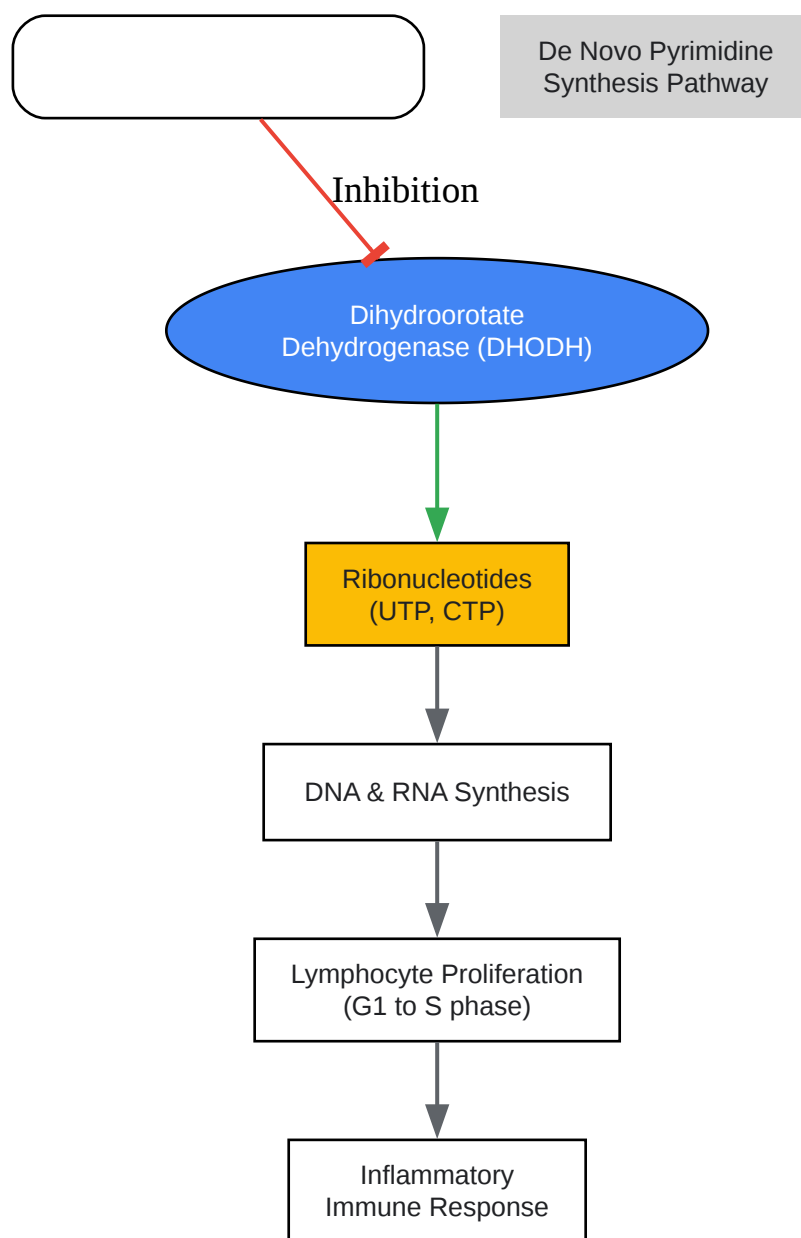 De Novo Pyrimidine
Synthesis Pathway
Inhibition
Dihydroorotate
Dehydrogenase (DHODH)
Ribonucleotides
(UTP, CTP)
DNA & RNA Synthesis
Lymphocyte Proliferation
(G1 to S phase)
Inflammatory
Immune Response